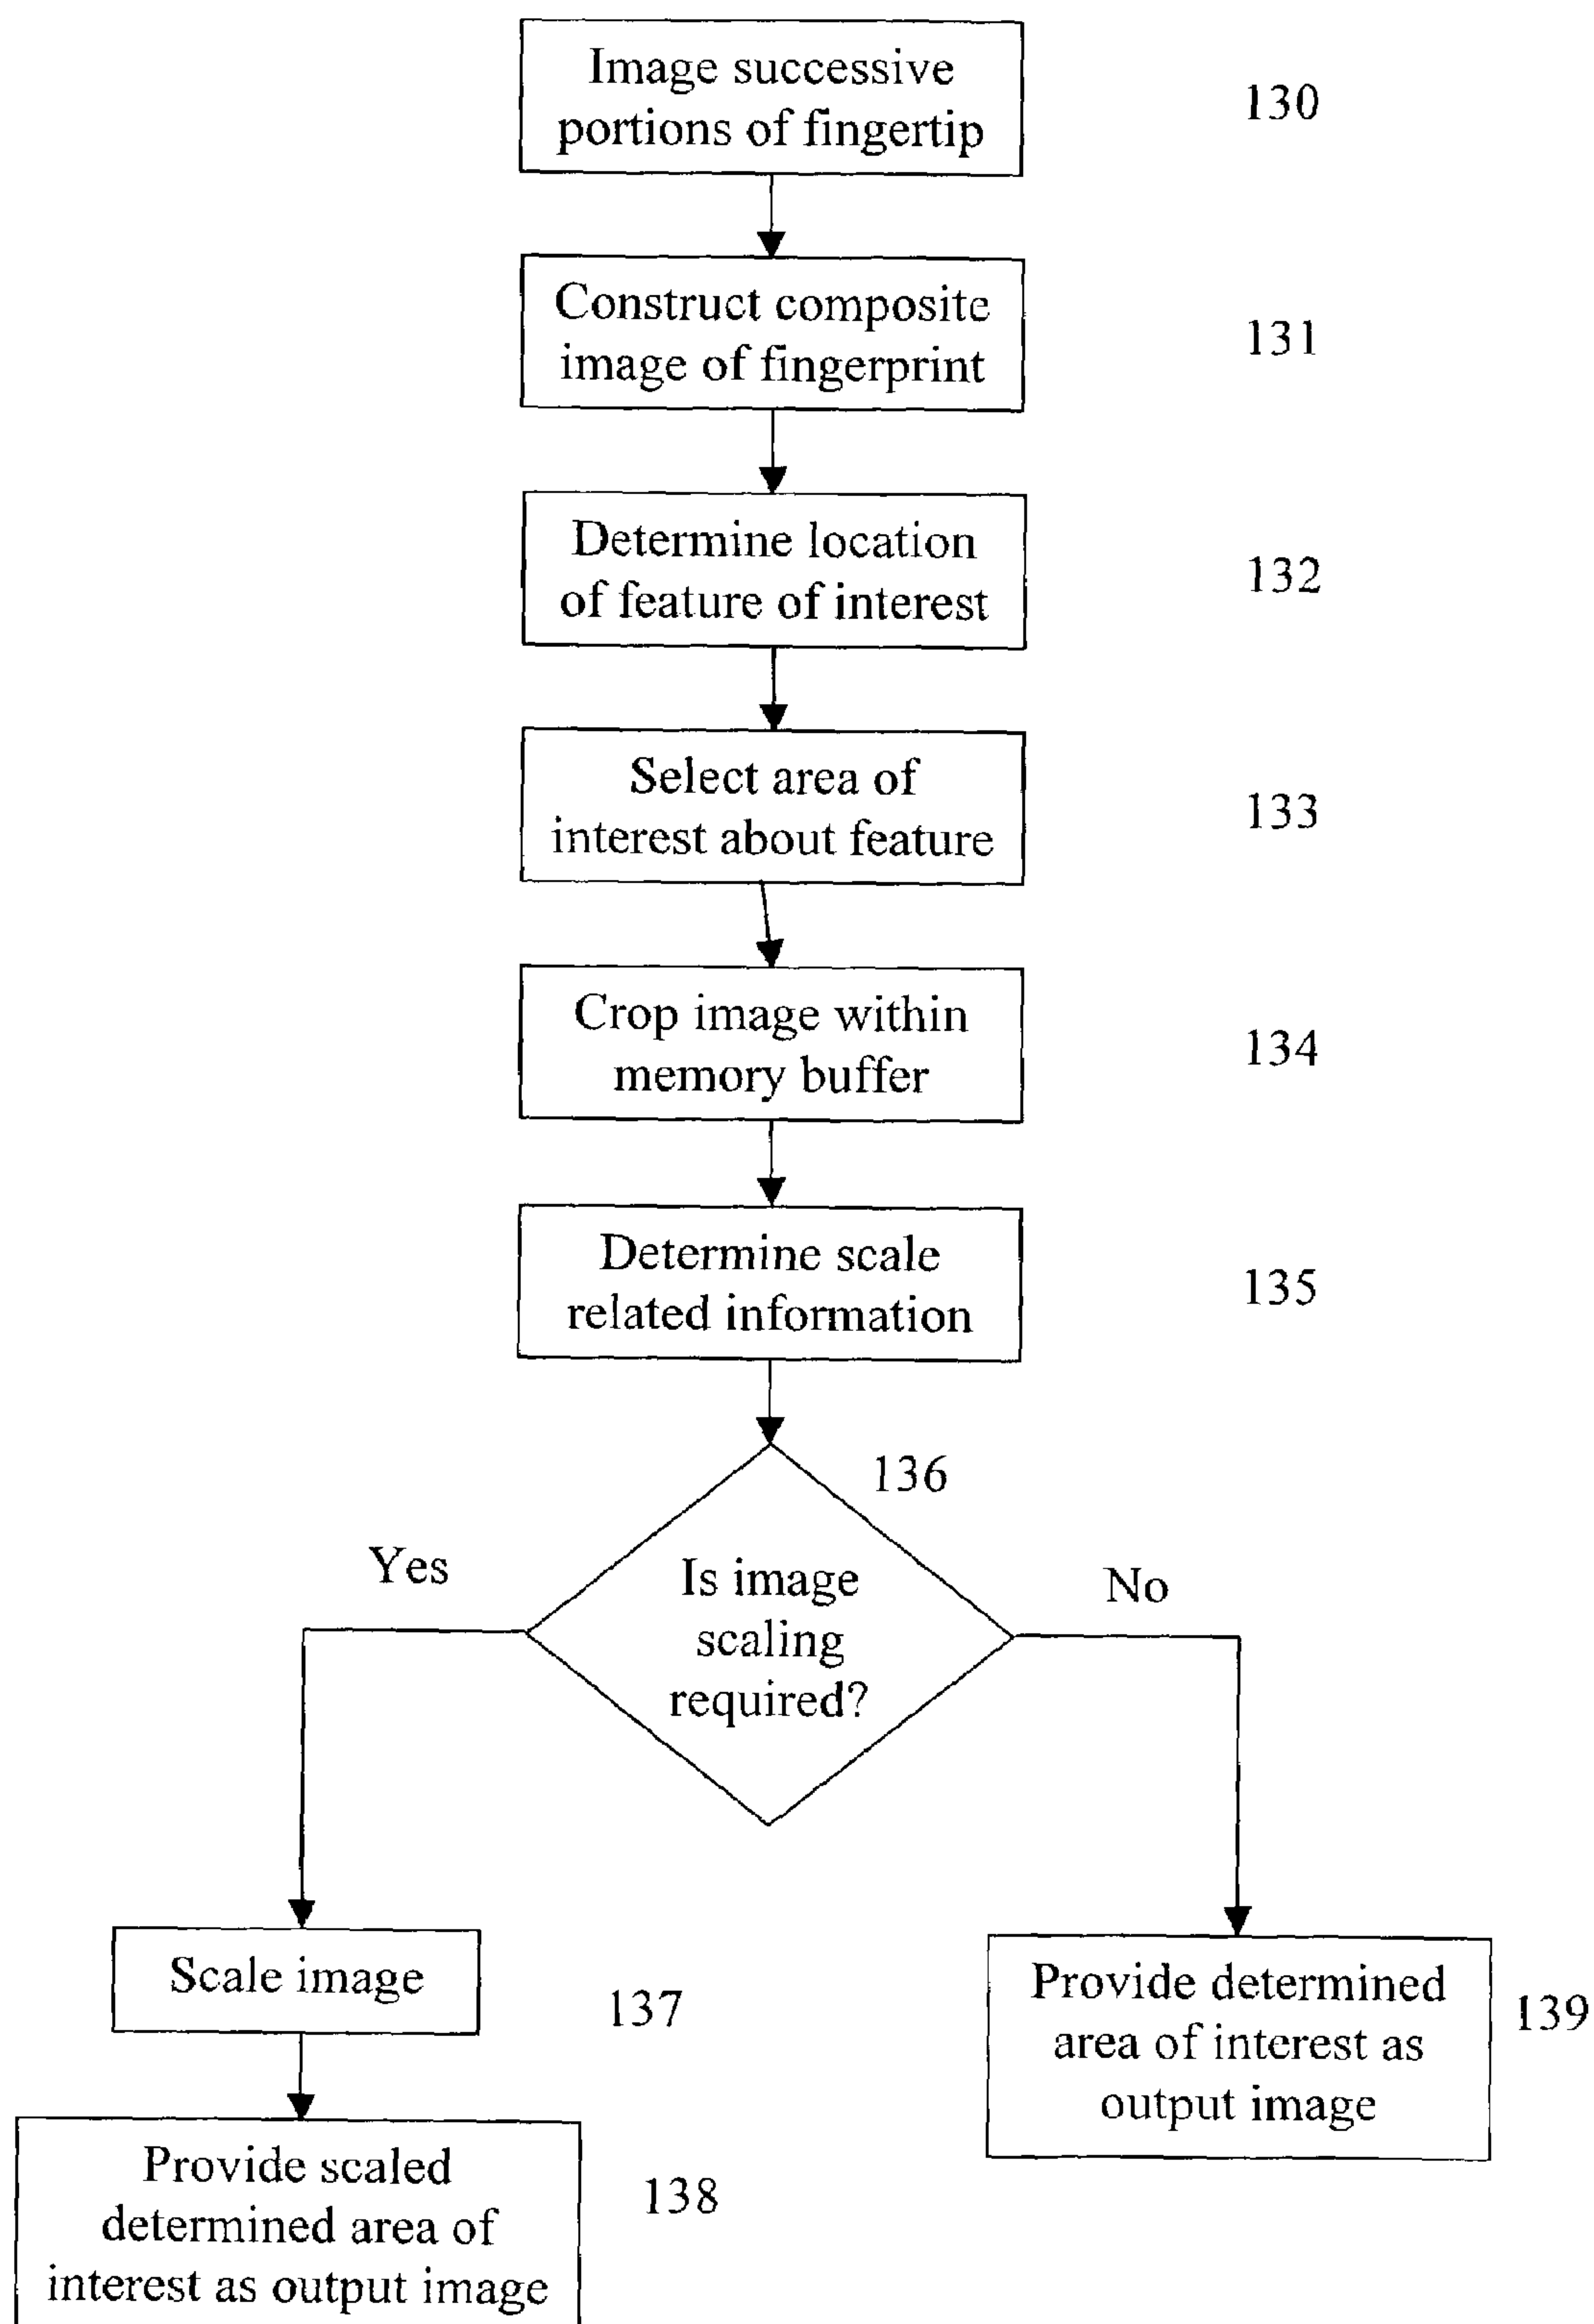 Image successive
portions of fingertip
130
Construct composite
image of fingerprint
131
Determine location
of feature of interest
132
Select area of
interest about feature
133
Crop image within
memory buffer
134
Determine scale
related information
135
136
Yes
Is image
scaling
required?
No
Scale image
137
Provide determined
area of interest as
output image
139
Provide scaled
determined area of
interest as output image
138